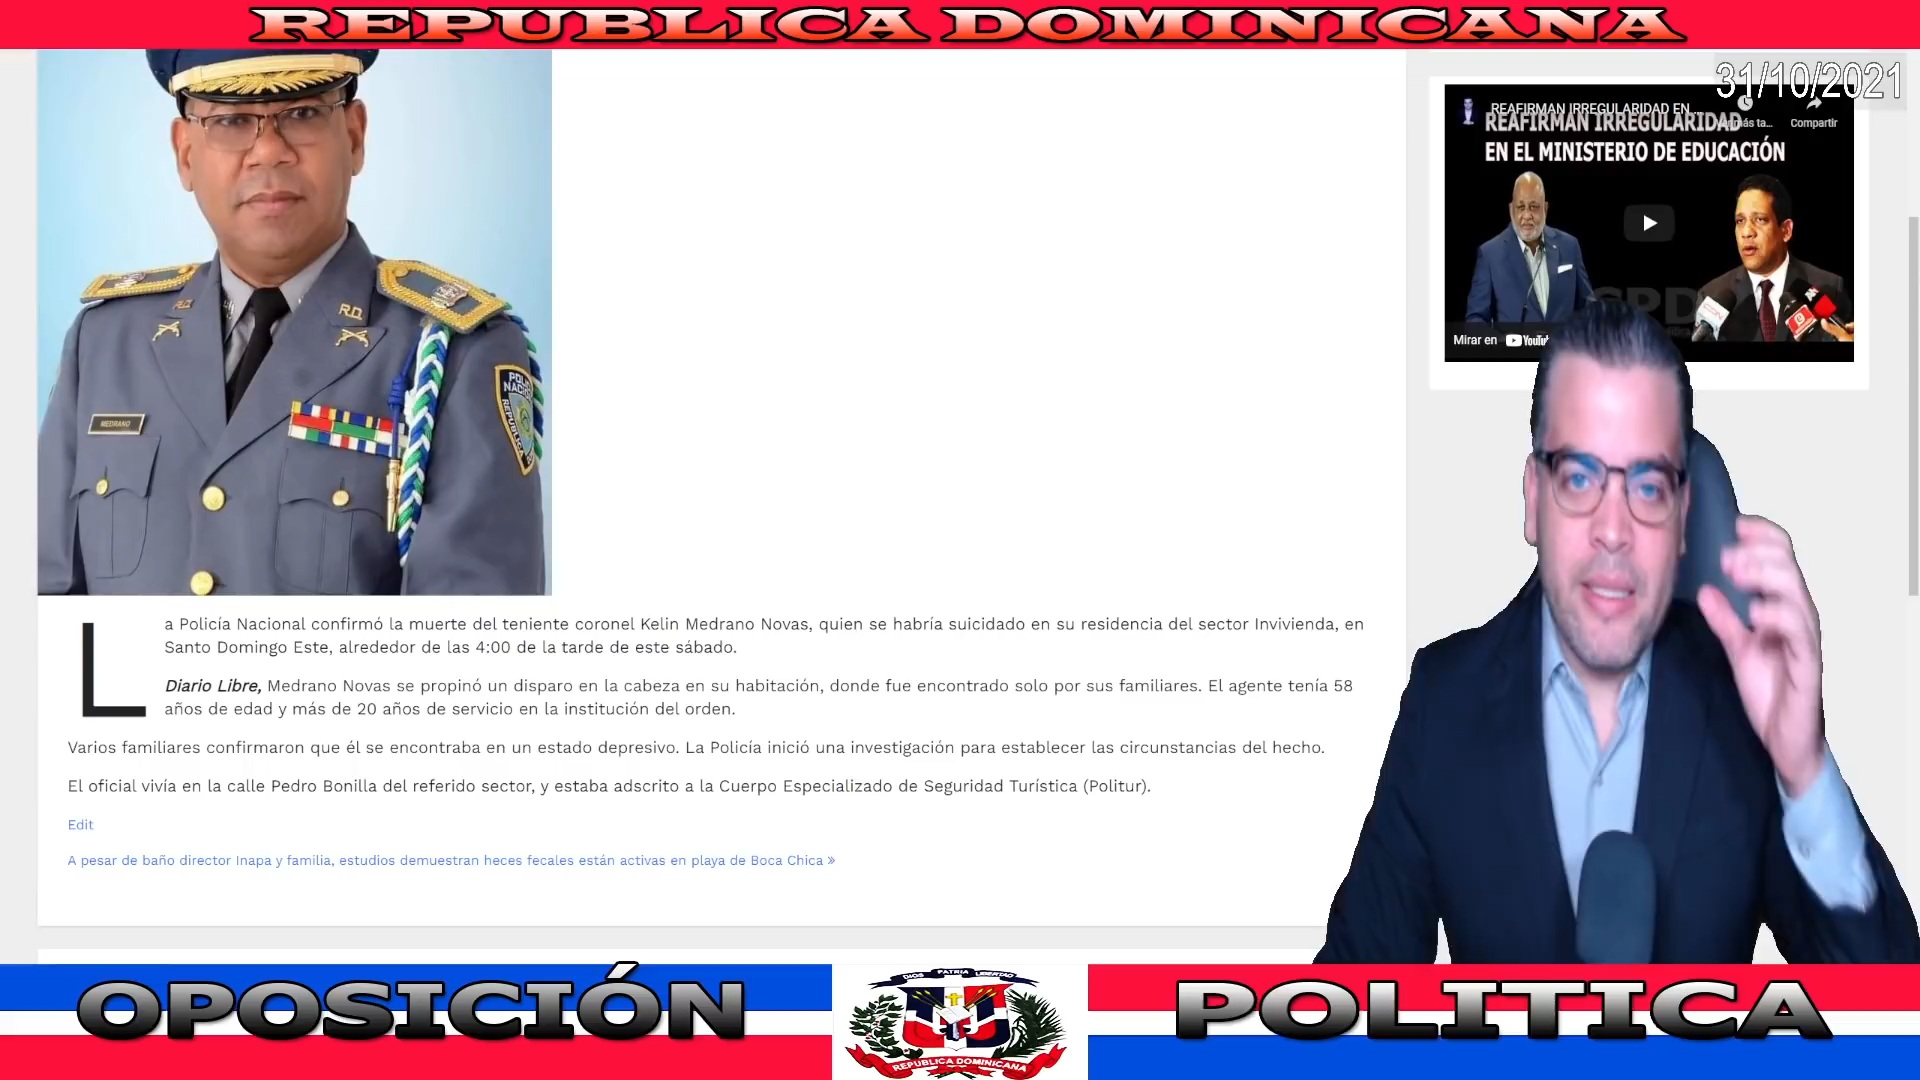 REPUBLICA DOMINICANA
31/10/2021
REAFIRMAN IRREGULARIDAD EN ...
Compartir
REAFIRMAN IRREGULARIDAD
EN EL MINISTERIO DE EDUCACIÓN
Mirar en YouTube
R.D.
R.D.
MEDRANO
POLICIA
NACIONAL
REPUBLICA
La Policía Nacional confirmó la muerte del teniente coronel Kelin Medrano Novas, quien se habría suicidado en su residencia del sector Invivienda, en
Santo Domingo Este, alrededor de las 4:00 de la tarde de este sábado.
Diario Libre, Medrano Novas se propinó un disparo en la cabeza en su habitación, donde fue encontrado solo por sus familiares. El agente tenía 58
años de edad y más de 20 años de servicio en la institución del orden.
Varios familiares confirmaron que él se encontraba en un estado depresivo. La Policía inició una investigación para establecer las circunstancias del hecho.
El oficial vivía en la calle Pedro Bonilla del referido sector, y estaba adscrito a la Cuerpo Especializado de Seguridad Turística (Politur).
Edit
A pesar de baño director Inapa y familia, estudios demuestran heces fecales están activas en playa de Boca Chica »
OPOSICIÓN
DIOS PATRIA LIBERTAD
REPUBLICA DOMINICANA
POLITICA